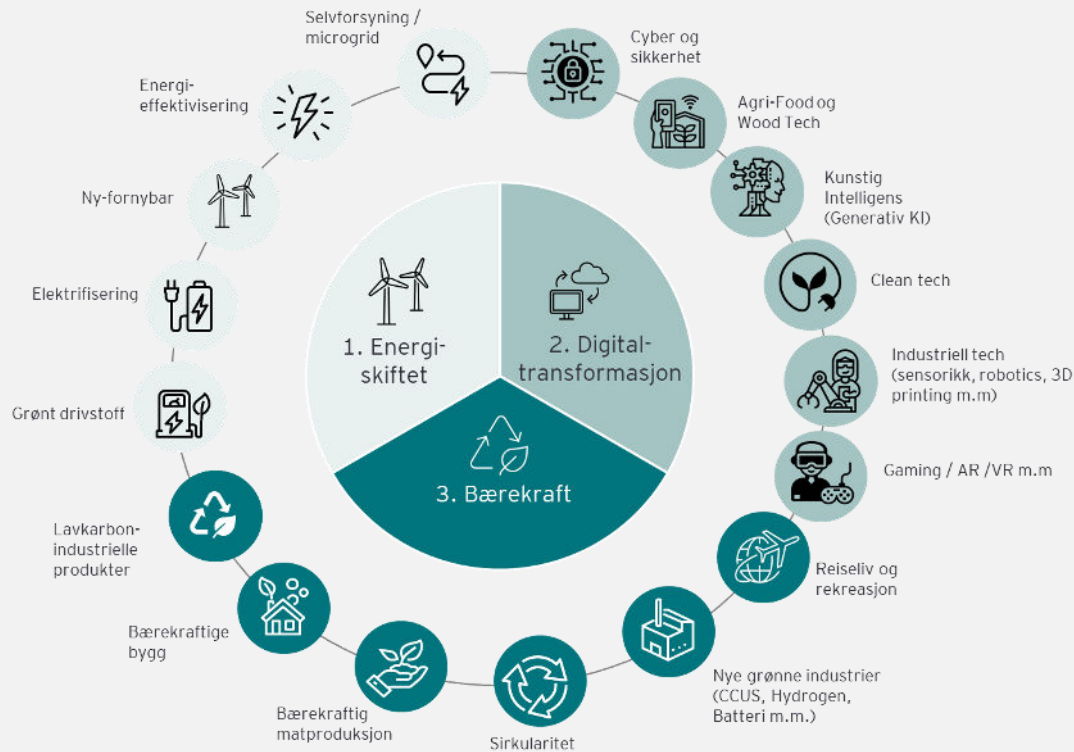 Selvforsyning /
microgrid
Cyber og
sikkerhet
Energi-
effektivisering
Agri-Food og
Wood Tech
Ny-fornybar
Kunstig
Intelligens
(Generativ KI)
Elektrifisering
Clean tech
1. Energi-
skiftet
2. Digital-
transformasjon
3. Bærekraft
Industriell tech
(sensorikk, robotics, 3D
printing m.m)
Grønt drivstoff
Gaming / AR /VR m.m
Lavkarbon-
industrielle
produkter
Reiseliv og
rekreasjon
Bærekraftige
bygg
Nye grønne industrier
(CCUS, Hydrogen,
Batteri m.m.)
Bærekraftig
matproduksjon
Sirkularitet